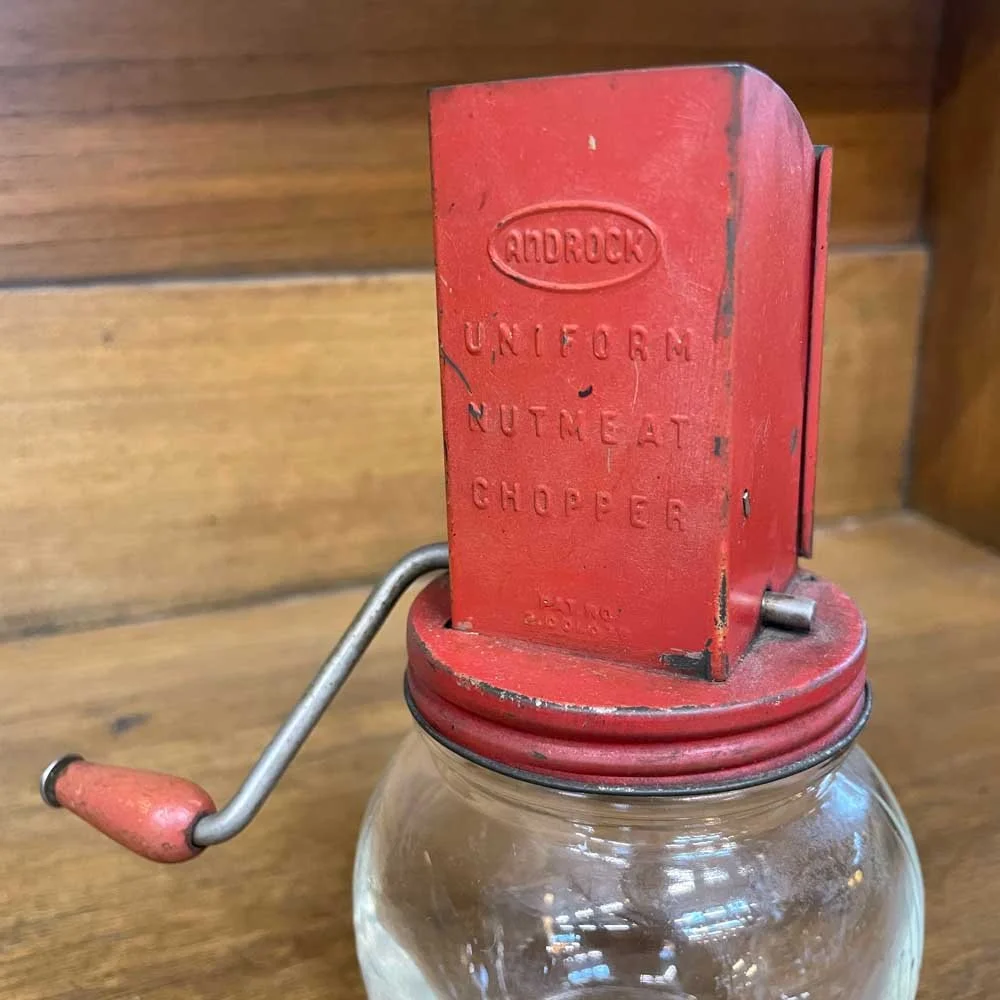 ANDROCK
UNIFORM
NUTMEAT
CHOPPER
PAT. NO.